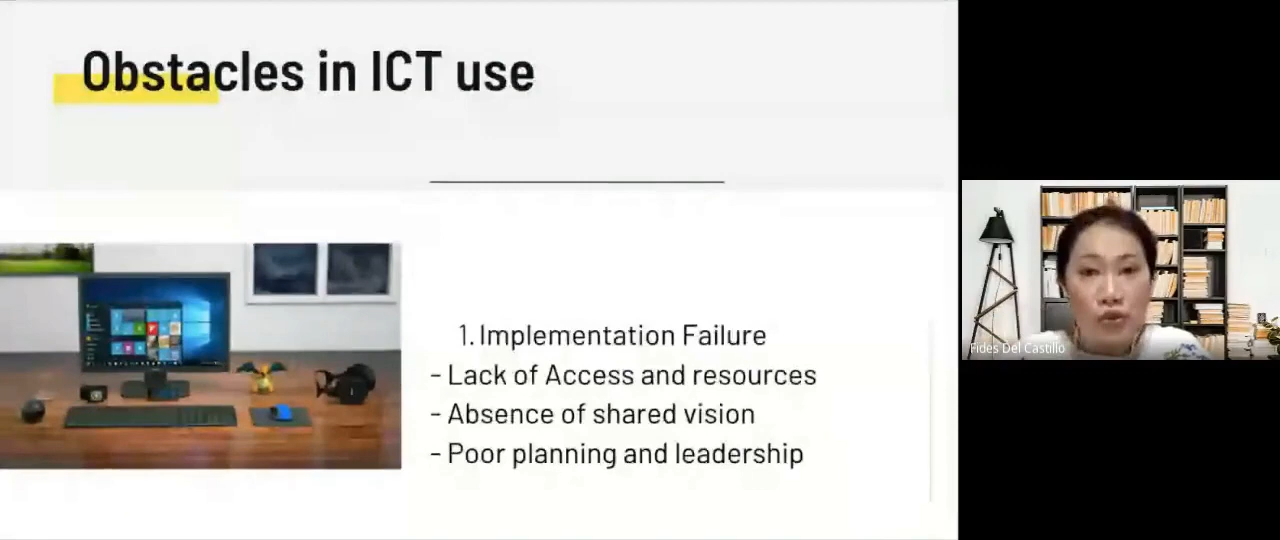 Obstacles in ICT use
1. Implementation Failure
- Lack of Access and resources
- Absence of shared vision
- Poor planning and leadership
Fides Del Castillo